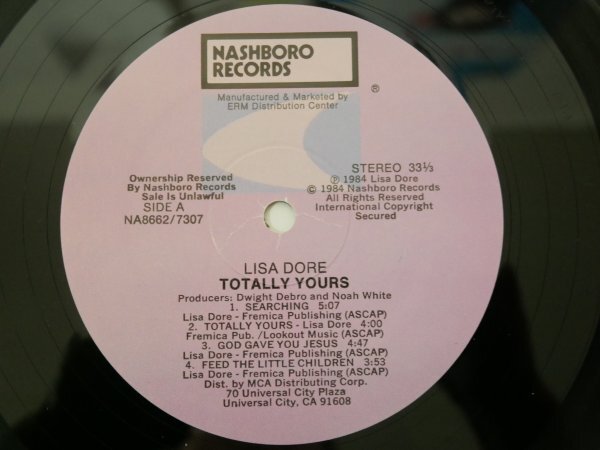 NASHBORO
RECORDS
®
Manufactured & Marketed by
ERM Distribution Center
Ownership Reserved
By Nashboro Records
Sale Is Unlawful
SIDE A
NA8662/7307
STEREO 33⅓
℗ 1984 Lisa Dore
© 1984 Nashboro Records
All Rights Reserved
International Copyright
Secured
LISA DORE
TOTALLY YOURS
Producers: Dwight Debro and Noah White
1. SEARCHING 5:07
Lisa Dore - Fremica Publishing (ASCAP)
2. TOTALLY YOURS - Lisa Dore 4:00
Fremica Pub. /Lookout Music (ASCAP)
3. GOD GAVE YOU JESUS 4:47
Lisa Dore - Fremica Publishing (ASCAP)
4. FEED THE LITTLE CHILDREN 3:53
Lisa Dore - Fremica Publishing (ASCAP)
Dist. by MCA Distributing Corp.
70 Universal City Plaza
Universal City, CA 91608